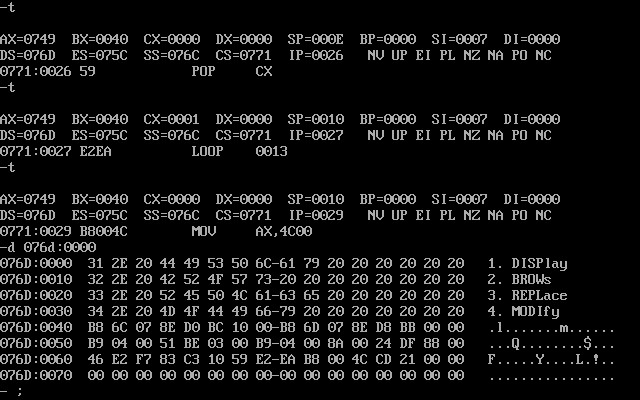 -t

AX=0749  BX=0040  CX=0000  DX=0000  SP=000E  BP=0000  SI=0007  DI=0000
DS=076D  ES=075C  SS=076C  CS=0771  IP=0026   NV UP EI PL NZ NA PO NC
0771:0026 59            POP     CX
-t

AX=0749  BX=0040  CX=0001  DX=0000  SP=0010  BP=0000  SI=0007  DI=0000
DS=076D  ES=075C  SS=076C  CS=0771  IP=0027   NV UP EI PL NZ NA PO NC
0771:0027 E2EA          LOOP    0013
-t

AX=0749  BX=0040  CX=0000  DX=0000  SP=0010  BP=0000  SI=0007  DI=0000
DS=076D  ES=075C  SS=076C  CS=0771  IP=0029   NV UP EI PL NZ NA PO NC
0771:0029 B8004C        MOV     AX,4C00
-d 076d:0000
076D:0000  31 2E 20 44 49 53 50 6C-61 79 20 20 20 20 20 20   1. DISPlay
076D:0010  32 2E 20 42 52 4F 57 73-20 20 20 20 20 20 20 20   2. BROWs
076D:0020  33 2E 20 52 45 50 4C 61-63 65 20 20 20 20 20 20   3. REPLace
076D:0030  34 2E 20 4D 4F 44 49 66-79 20 20 20 20 20 20 20   4. MODIfy
076D:0040  B8 6C 07 8E D0 BC 10 00-B8 6D 07 8E D8 BB 00 00   .l.......m......
076D:0050  B9 04 00 51 BE 03 00 B9-04 00 8A 00 24 DF 88 00   ...Q........$...
076D:0060  46 E2 F7 83 C3 10 59 E2-EA B8 00 4C CD 21 00 00   F.....Y....L.!..
076D:0070  00 00 00 00 00 00 00 00-00 00 00 00 00 00 00 00   ................
- ;